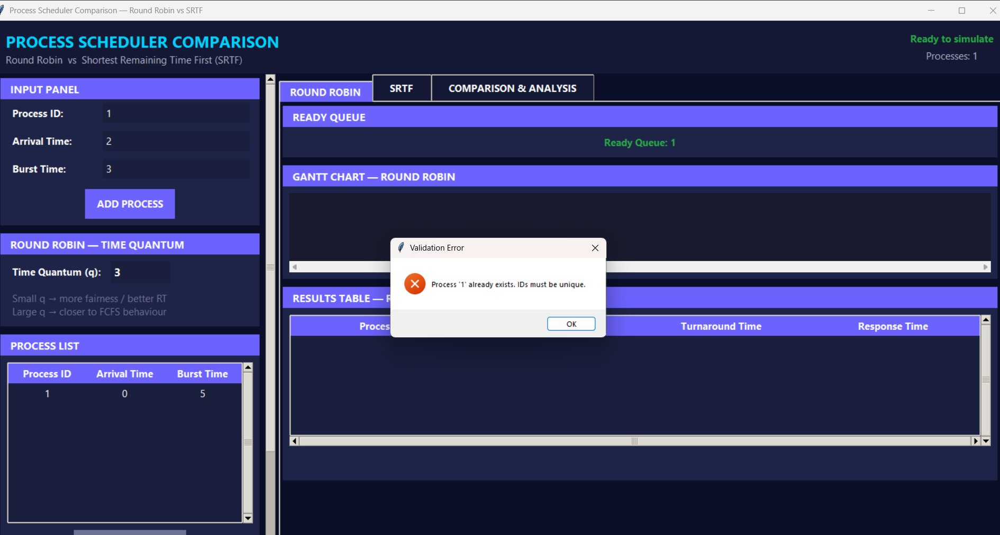 Process Scheduler Comparison — Round Robin vs SRTF
PROCESS SCHEDULER COMPARISON
Round Robin vs Shortest Remaining Time First (SRTF)
Ready to simulate
Processes: 1
INPUT PANEL
Process ID: 1
Arrival Time: 2
Burst Time: 3
ADD PROCESS
ROUND ROBIN — TIME QUANTUM
Time Quantum (q): 3
Small q → more fairness / better RT
Large q → closer to FCFS behaviour
PROCESS LIST
Process ID Arrival Time Burst Time
1 0 5
ROUND ROBIN SRTF COMPARISON & ANALYSIS
READY QUEUE
Ready Queue: 1
GANTT CHART — ROUND ROBIN
RESULTS TABLE —
Turnaround Time Response Time
Validation Error
Process '1' already exists. IDs must be unique.
OK